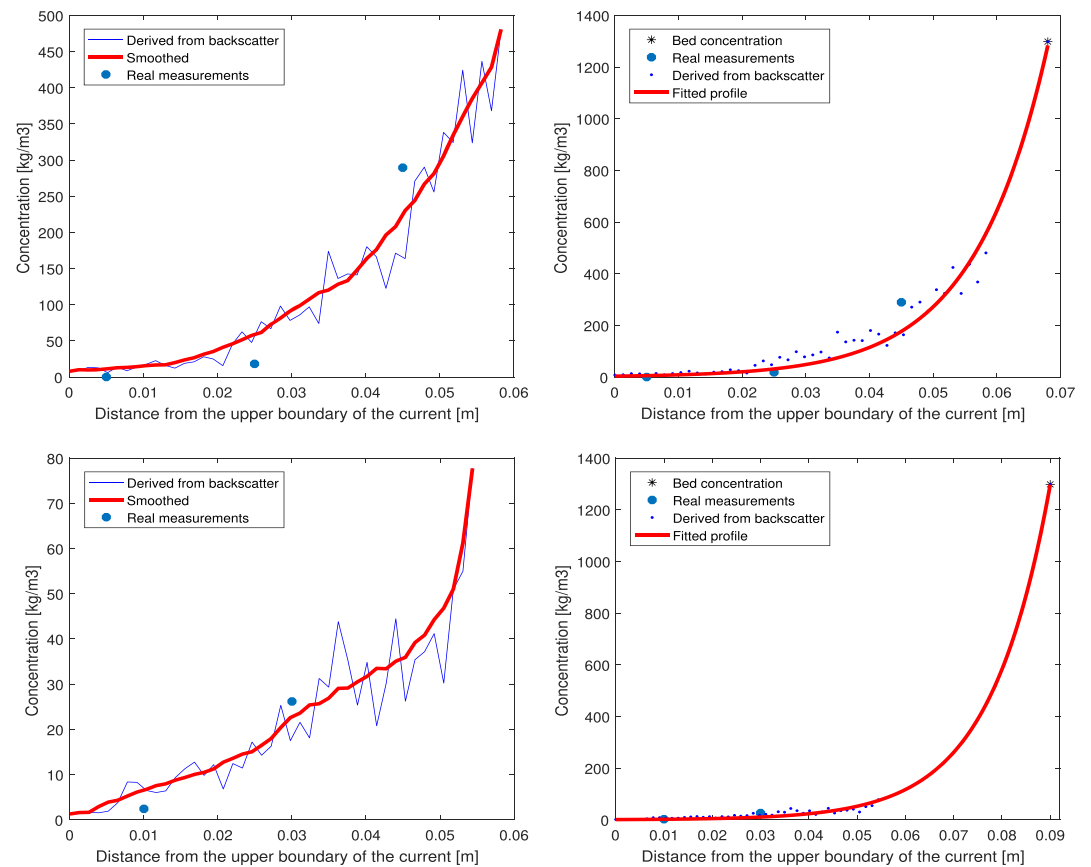 500
450
400
350
300
250
200
150
100
50
0
Concentration [kg/m3]
Derived from backscatter
Smoothed
Real measurements
0 0.01 0.02 0.03 0.04 0.05 0.06
Distance from the upper boundary of the current [m]
1400
1200
1000
800
600
400
200
0
Concentration [kg/m3]
Bed concentration
Real measurements
Derived from backscatter
Fitted profile
0 0.01 0.02 0.03 0.04 0.05 0.06 0.07
Distance from the upper boundary of the current [m]
80
70
60
50
40
30
20
10
0
Concentration [kg/m3]
Derived from backscatter
Smoothed
Real measurements
0 0.01 0.02 0.03 0.04 0.05 0.06
Distance from the upper boundary of the current [m]
1400
1200
1000
800
600
400
200
0
Concentration [kg/m3]
Bed concentration
Real measurements
Derived from backscatter
Fitted profile
0 0.01 0.02 0.03 0.04 0.05 0.06 0.07 0.08 0.09
Distance from the upper boundary of the current [m]